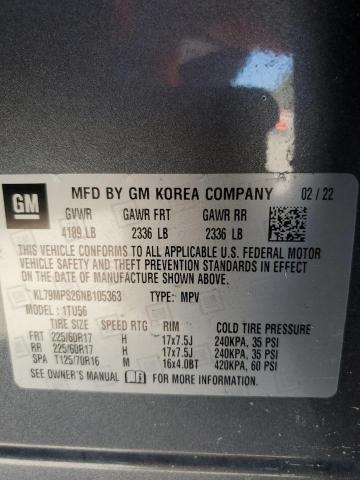 GM
MFD BY GM KOREA COMPANY 02/22
GVWR GAWR FRT GAWR RR
4189 LB 2336 LB 2336 LB
THIS VEHICLE CONFORMS TO ALL APPLICABLE U.S. FEDERAL MOTOR
VEHICLE SAFETY AND THEFT PREVENTION STANDARDS IN EFFECT
ON THE DATE OF MANUFACTURE SHOWN ABOVE.
KL79MPS26NB105363 TYPE: MPV
MODEL: 1TU56
TIRE SIZE SPEED RTG RIM COLD TIRE PRESSURE
FRT 225/60R17 H 17x7.5J 240KPA, 35 PSI
RR 225/60R17 H 17x7.5J 240KPA, 35 PSI
SPA T125/70R16 M 16x4.0BT 420KPA, 60 PSI
SEE OWNER'S MANUAL FOR MORE INFORMATION